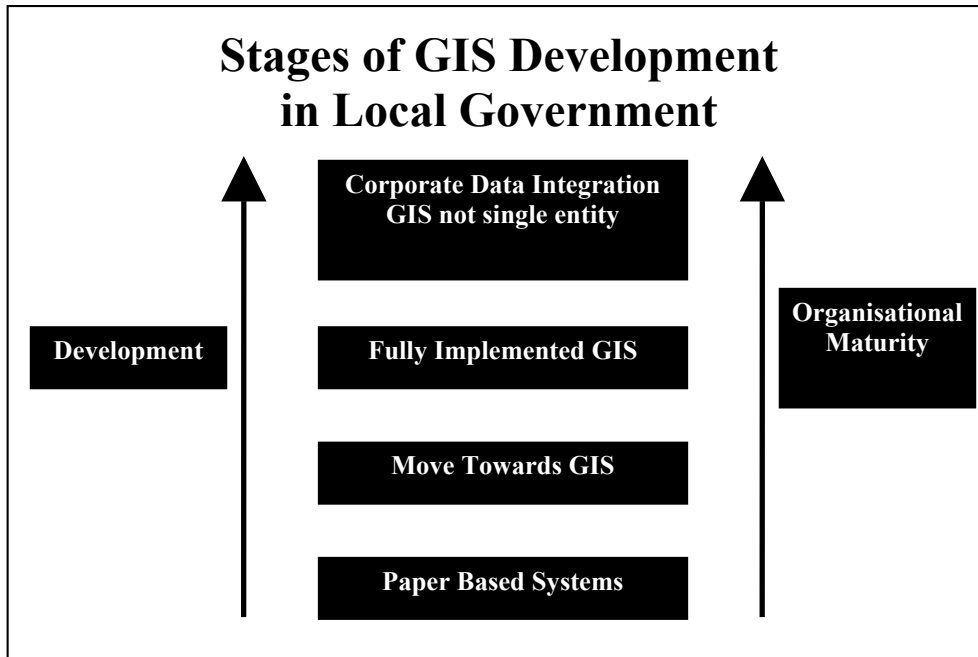 Stages of GIS Development
in Local Government
Corporate Data Integration
GIS not single entity
Development
Fully Implemented GIS
Organisational
Maturity
Move Towards GIS
Paper Based Systems